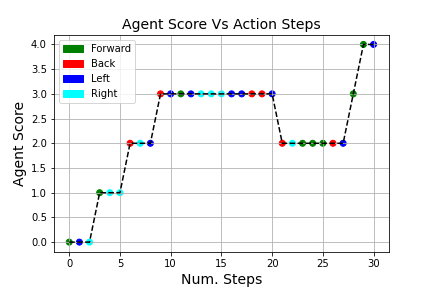 Agent Score Vs Action Steps
Forward
Back
Left
Right
Agent Score
4.0
3.5
3.0
2.5
2.0
1.5
1.0
0.5
0.0
0 5 10 15 20 25 30
Num. Steps